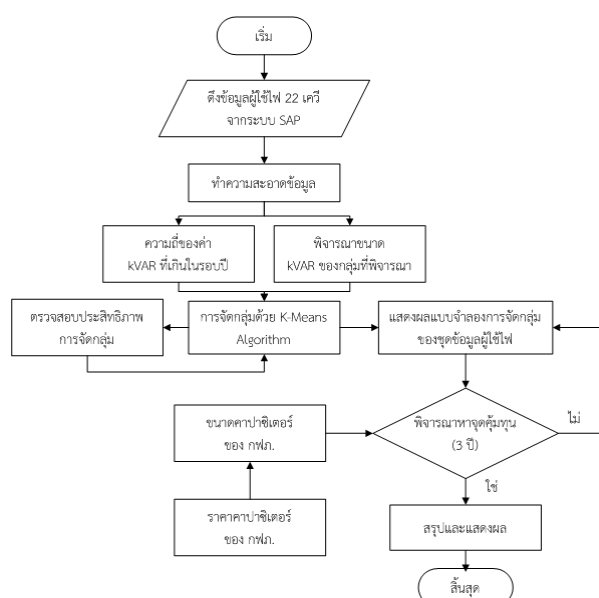 เริ่ม
ดึงข้อมูลผู้ใช้ไฟ 22 เควี
จากระบบ SAP
ทำความสะอาดข้อมูล
ความถี่ของค่า
kVAR ที่เกินในรอบปี
พิจารณาขนาด
kVAR ของกลุ่มที่พิจารณา
ตรวจสอบประสิทธิภาพ
การจัดกลุ่ม
การจัดกลุ่มด้วย K-Means
Algorithm
แสดงผลแบบจำลองการจัดกลุ่ม
ของชุดข้อมูลผู้ใช้ไฟ
ขนาดคาปาซิเตอร์
ของ กฟภ.
พิจารณาหาจุดคุ้มทุน
(3 ปี)
ไม่
ใช่
ราคาคาปาซิเตอร์
ของ กฟภ.
สรุปและแสดงผล
สิ้นสุด